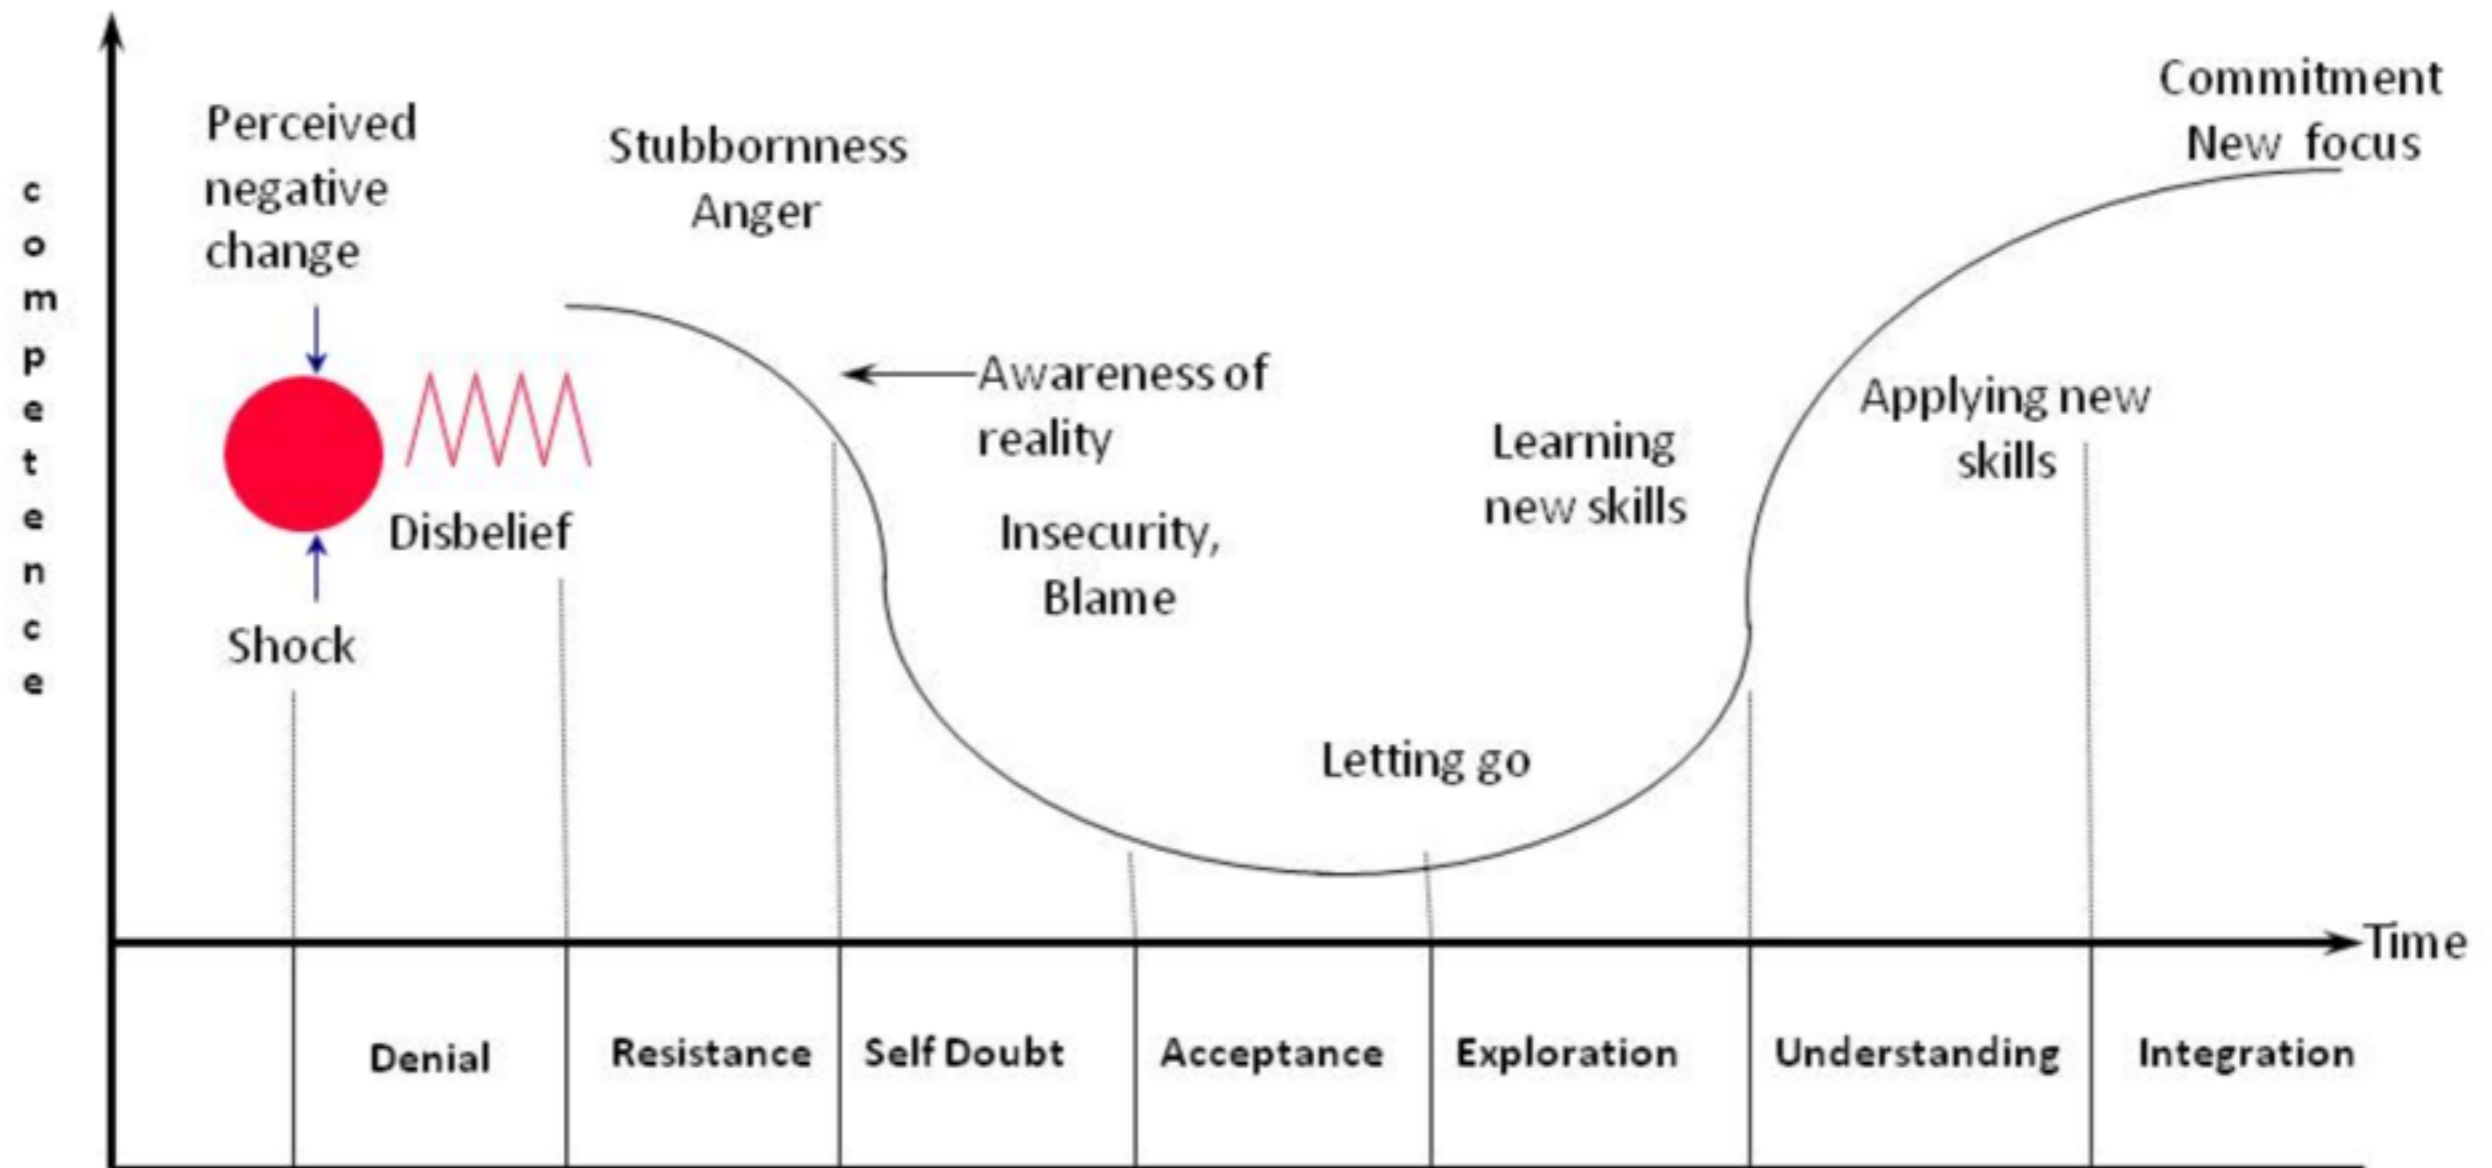 competence
Perceived
negative
change
Shock
Disbelief
Stubbornness
Anger
Awareness of
reality
Insecurity,
Blame
Letting go
Learning
new skills
Applying new
skills
Commitment
New focus
Time
Denial
Resistance
Self Doubt
Acceptance
Exploration
Understanding
Integration